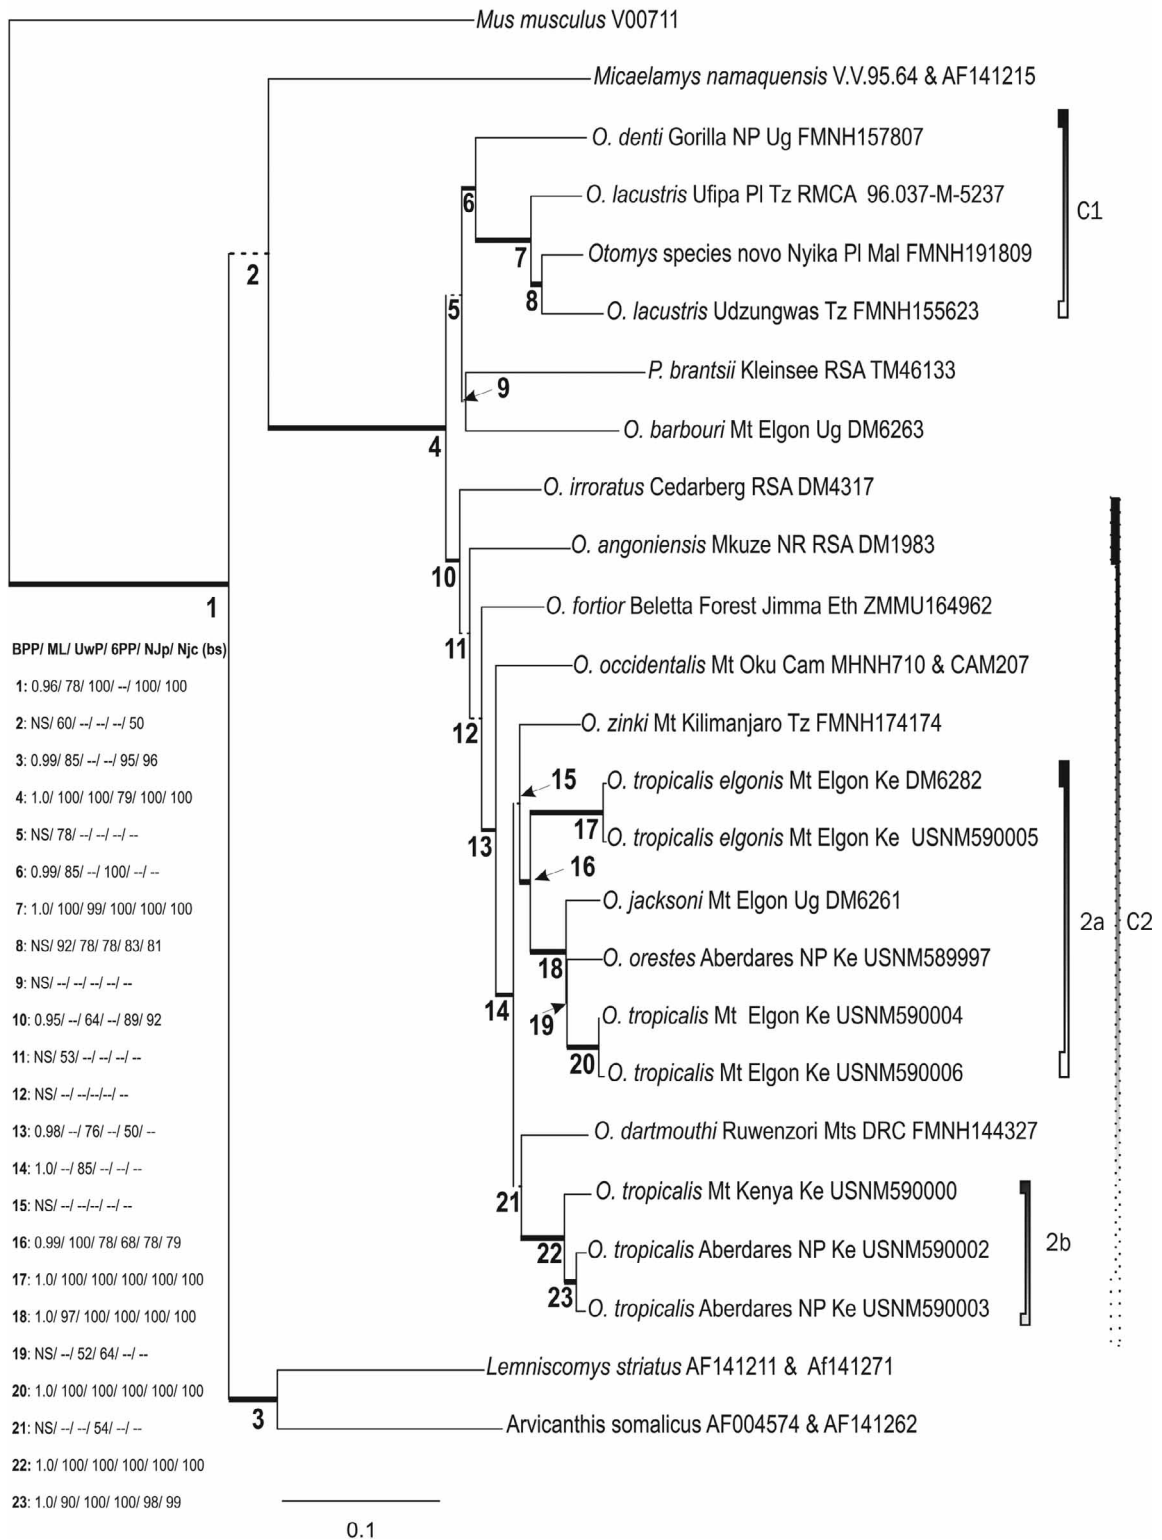 Mus musculus V00711
Micaelamys namaquensis V.V.95.64 & AF141215
O. denti Gorilla NP Ug FMNH157807
6
O. lacustris Ufipa Pl Tz RMCA 96.037-M-5237
C1
7
Otomys species novo Nyika Pl Mal FMNH191809
2
8
5
O. lacustris Udzungwas Tz FMNH155623
P. brantsii Kleinsee RSA TM46133
9
O. barbouri Mt Elgon Ug DM6263
4
O. irroratus Cedarberg RSA DM4317
O. angoniensis Mkuze NR RSA DM1983
10
1
O. fortior Beletta Forest Jimma Eth ZMMU164962
11
O. occidentalis Mt Oku Cam MHNH710 & CAM207
12
O. zinki Mt Kilimanjaro Tz FMNH174174
15
O. tropicalis elgonis Mt Elgon Ke DM6282
17
O. tropicalis elgonis Mt Elgon Ke USNM590005
13
16
O. jacksoni Mt Elgon Ug DM6261
2a
C2
18
O. orestes Aberdares NP Ke USNM589997
14
19
O. tropicalis Mt Elgon Ke USNM590004
20
O. tropicalis Mt Elgon Ke USNM590006
O. dartmouthi Ruwenzori Mts DRC FMNH144327
21
O. tropicalis Mt Kenya Ke USNM590000
22
O. tropicalis Aberdares NP Ke USNM590002
2b
23
O. tropicalis Aberdares NP Ke USNM590003
Lemniscomys striatus AF141211 & Af141271
3
Arvicanthis somalicus AF004574 & AF141262
BPP/ ML/ UwP/ 6PP/ NJp/ Njc (bs)
1: 0.96/ 78/ 100/ --/ 100/ 100
2: NS/ 60/ --/ --/ --/ 50
3: 0.99/ 85/ --/ --/ 95/ 96
4: 1.0/ 100/ 100/ 79/ 100/ 100
5: NS/ 78/ --/ --/ --/ --
6: 0.99/ 85/ --/ 100/ --/ --
7: 1.0/ 100/ 99/ 100/ 100/ 100
8: NS/ 92/ 78/ 78/ 83/ 81
9: NS/ --/ --/ --/ --/ --
10: 0.95/ --/ 64/ --/ 89/ 92
11: NS/ 53/ --/ --/ --/ --
12: NS/ -- --/--/--/ --
13: 0.98/ --/ 76/ --/ 50/ --
14: 1.0/ --/ 85/ --/ --/ --
15: NS/ -- --/--/ --/ --
16: 0.99/ 100/ 78/ 68/ 78/ 79
17: 1.0/ 100/ 100/ 100/ 100/ 100
18: 1.0/ 97/ 100/ 100/ 100/ 100
19: NS/ --/ 52/ 64/ --/ --
20: 1.0/ 100/ 100/ 100/ 100/ 100
21: NS/ --/ --/ 54/ --/ --
22: 1.0/ 100/ 100/ 100/ 100/ 100
23: 1.0/ 90/ 100/ 100/ 98/ 99
0.1